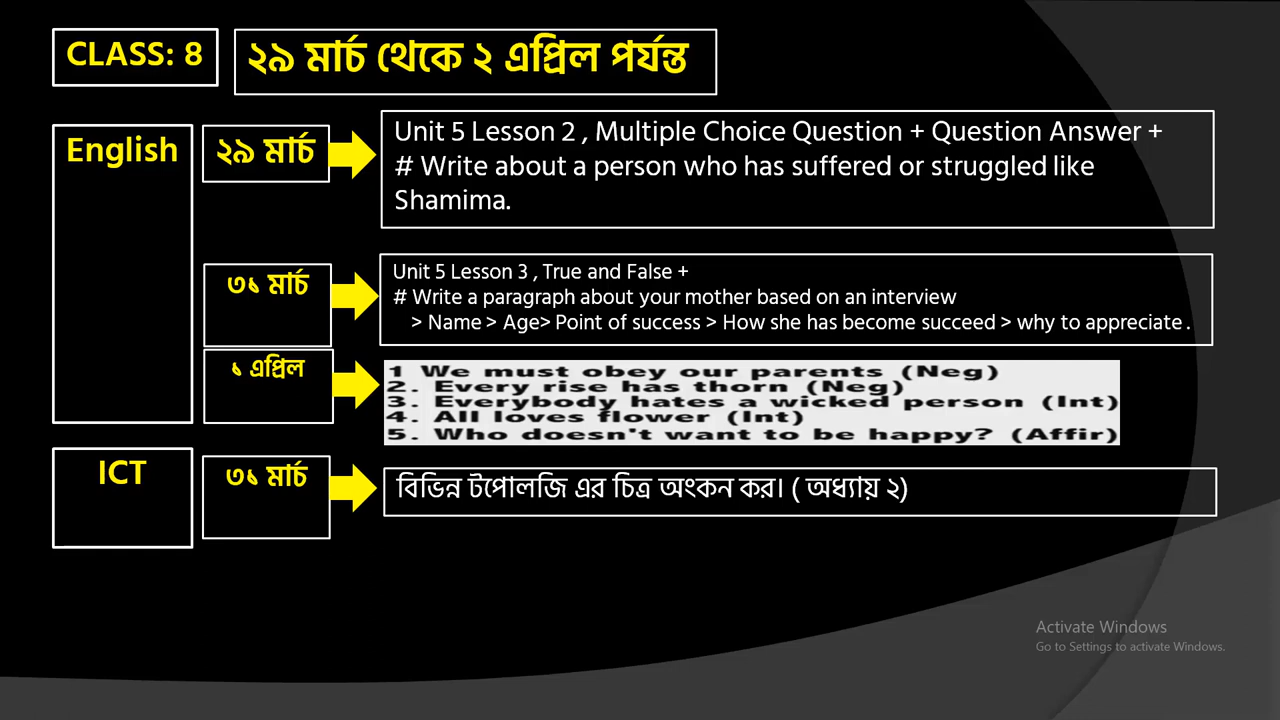 CLASS: 8
২৯ মার্চ থেকে ২ এপ্রিল পর্যন্ত
English
২৯ মার্চ
Unit 5 Lesson 2 , Multiple Choice Question + Question Answer +
# Write about a person who has suffered or struggled like
Shamima.
৩১ মার্চ
Unit 5 Lesson 3 , True and False +
# Write a paragraph about your mother based on an interview
> Name > Age> Point of success > How she has become succeed > why to appreciate .
১ এপ্রিল
1 We must obey our parents (Neg)
2. Every rise has thorn (Neg)
3. Everybody hates a wicked person (Int)
4. All loves flower (Int)
5. Who doesn't want to be happy? (Affir)
ICT
৩১ মার্চ
বিভিন্ন টপোলজি এর চিত্র অংকন কর। ( অধ্যায় ২)
Activate Windows
Go to Settings to activate Windows.